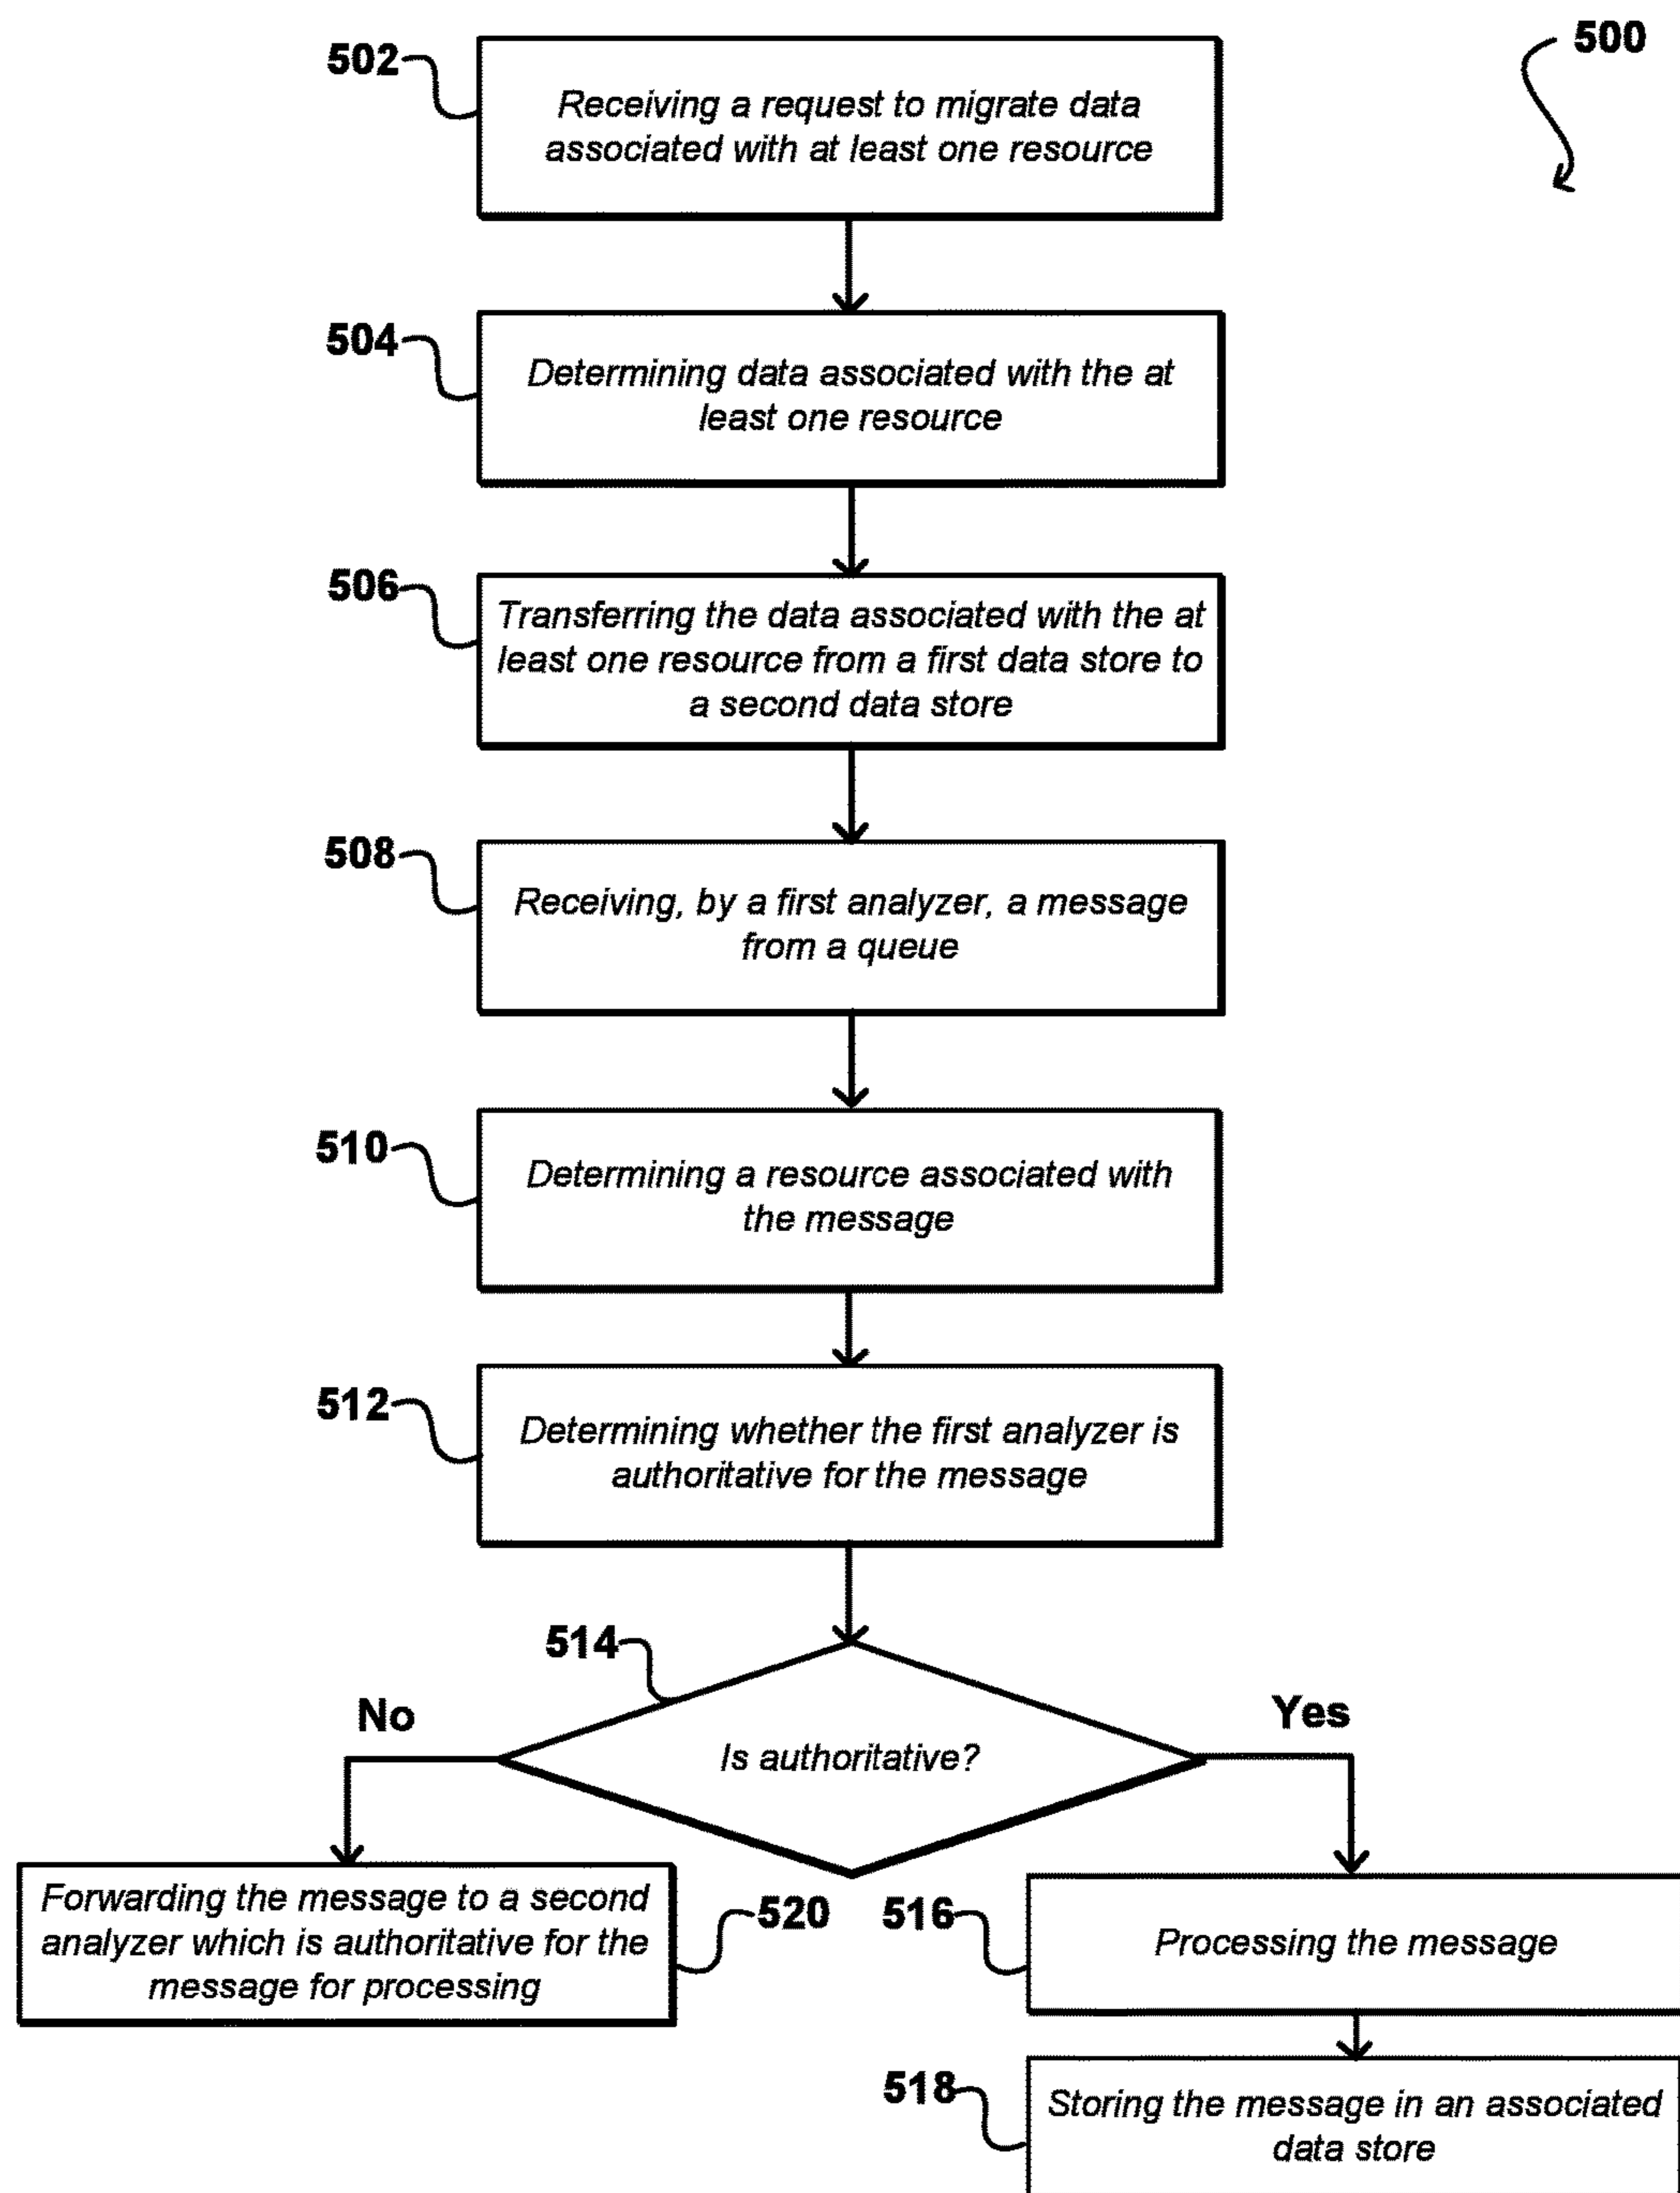 500
502
Receiving a request to migrate data
associated with at least one resource
504
Determining data associated with the at
least one resource
506
Transferring the data associated with the at
least one resource from a first data store to
a second data store
508
Receiving, by a first analyzer, a message
from a queue
510
Determining a resource associated with
the message
512
Determining whether the first analyzer is
authoritative for the message
514
No
Yes
Is authoritative?
Forwarding the message to a second
analyzer which is authoritative for the
message for processing
520
516
Processing the message
518
Storing the message in an associated
data store